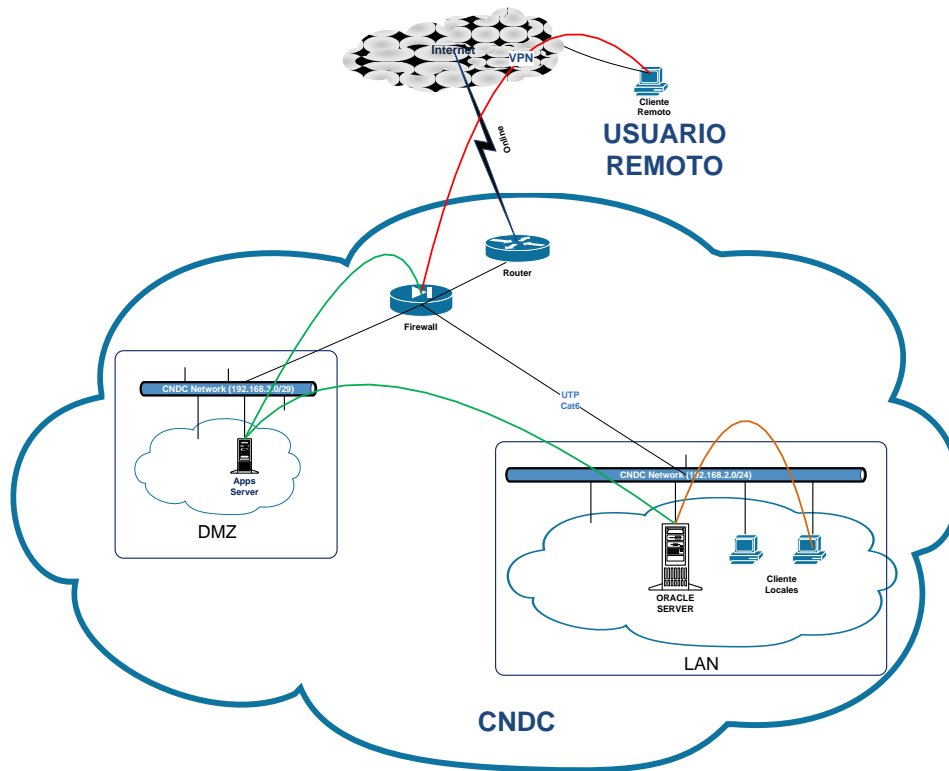 Internet
VPN
Cliente
Remoto
USUARIO
REMOTO
Online
Router
Firewall
CNDC Network (192.168.3.0/29)
UTP
Cat6
Apps
Server
DMZ
CNDC Network (192.168.2.0/24)
ORACLE
SERVER
Cliente
Locales
LAN
CNDC